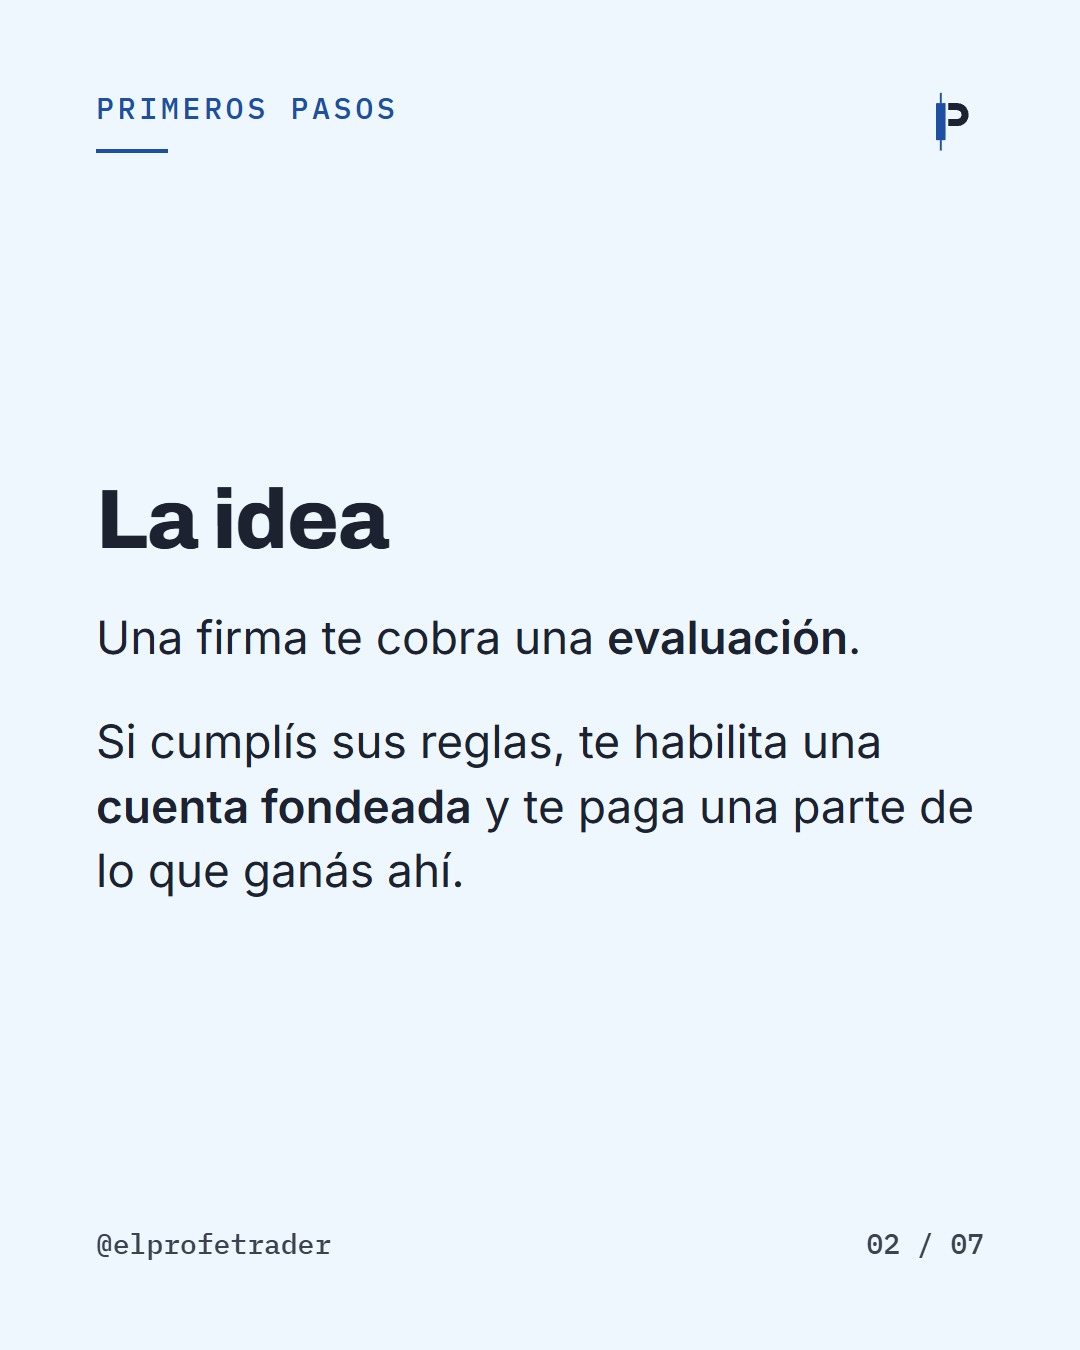 PRIMEROS PASOS
La idea
Una firma te cobra una evaluación.
Si cumplís sus reglas, te habilita una
cuenta fondeada y te paga una parte de
lo que ganás ahí.
@elprofetrader
02 / 07